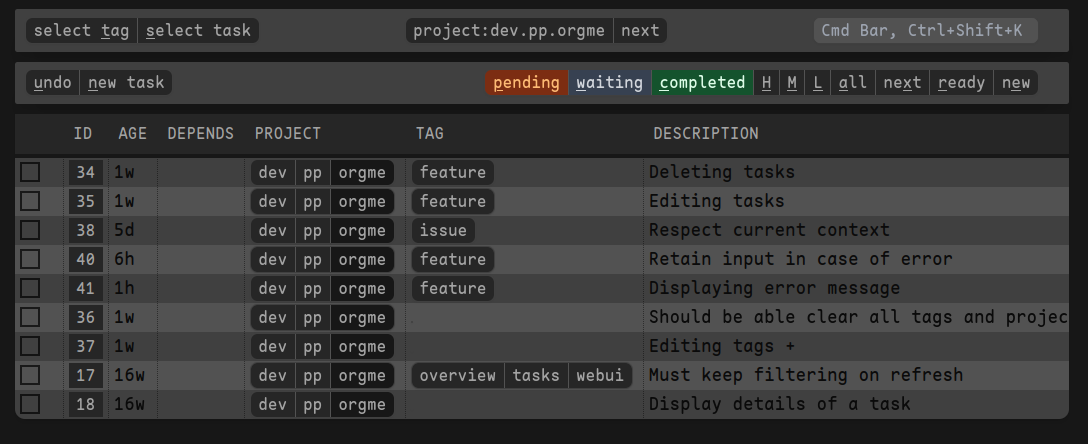 select tag select task project:dev.pp.orgme next Cmd Bar, Ctrl+Shift+K
undo new task pending waiting completed H M L all next ready new
ID AGE DEPENDS PROJECT TAG DESCRIPTION
34 1w dev pp orgme feature Deleting tasks
35 1w dev pp orgme feature Editing tasks
38 5d dev pp orgme issue Respect current context
40 6h dev pp orgme feature Retain input in case of error
41 1h dev pp orgme feature Displaying error message
36 1w dev pp orgme Should be able clear all tags and projec
37 1w dev pp orgme Editing tags +
17 16w dev pp orgme overview tasks webui Must keep filtering on refresh
18 16w dev pp orgme Display details of a task